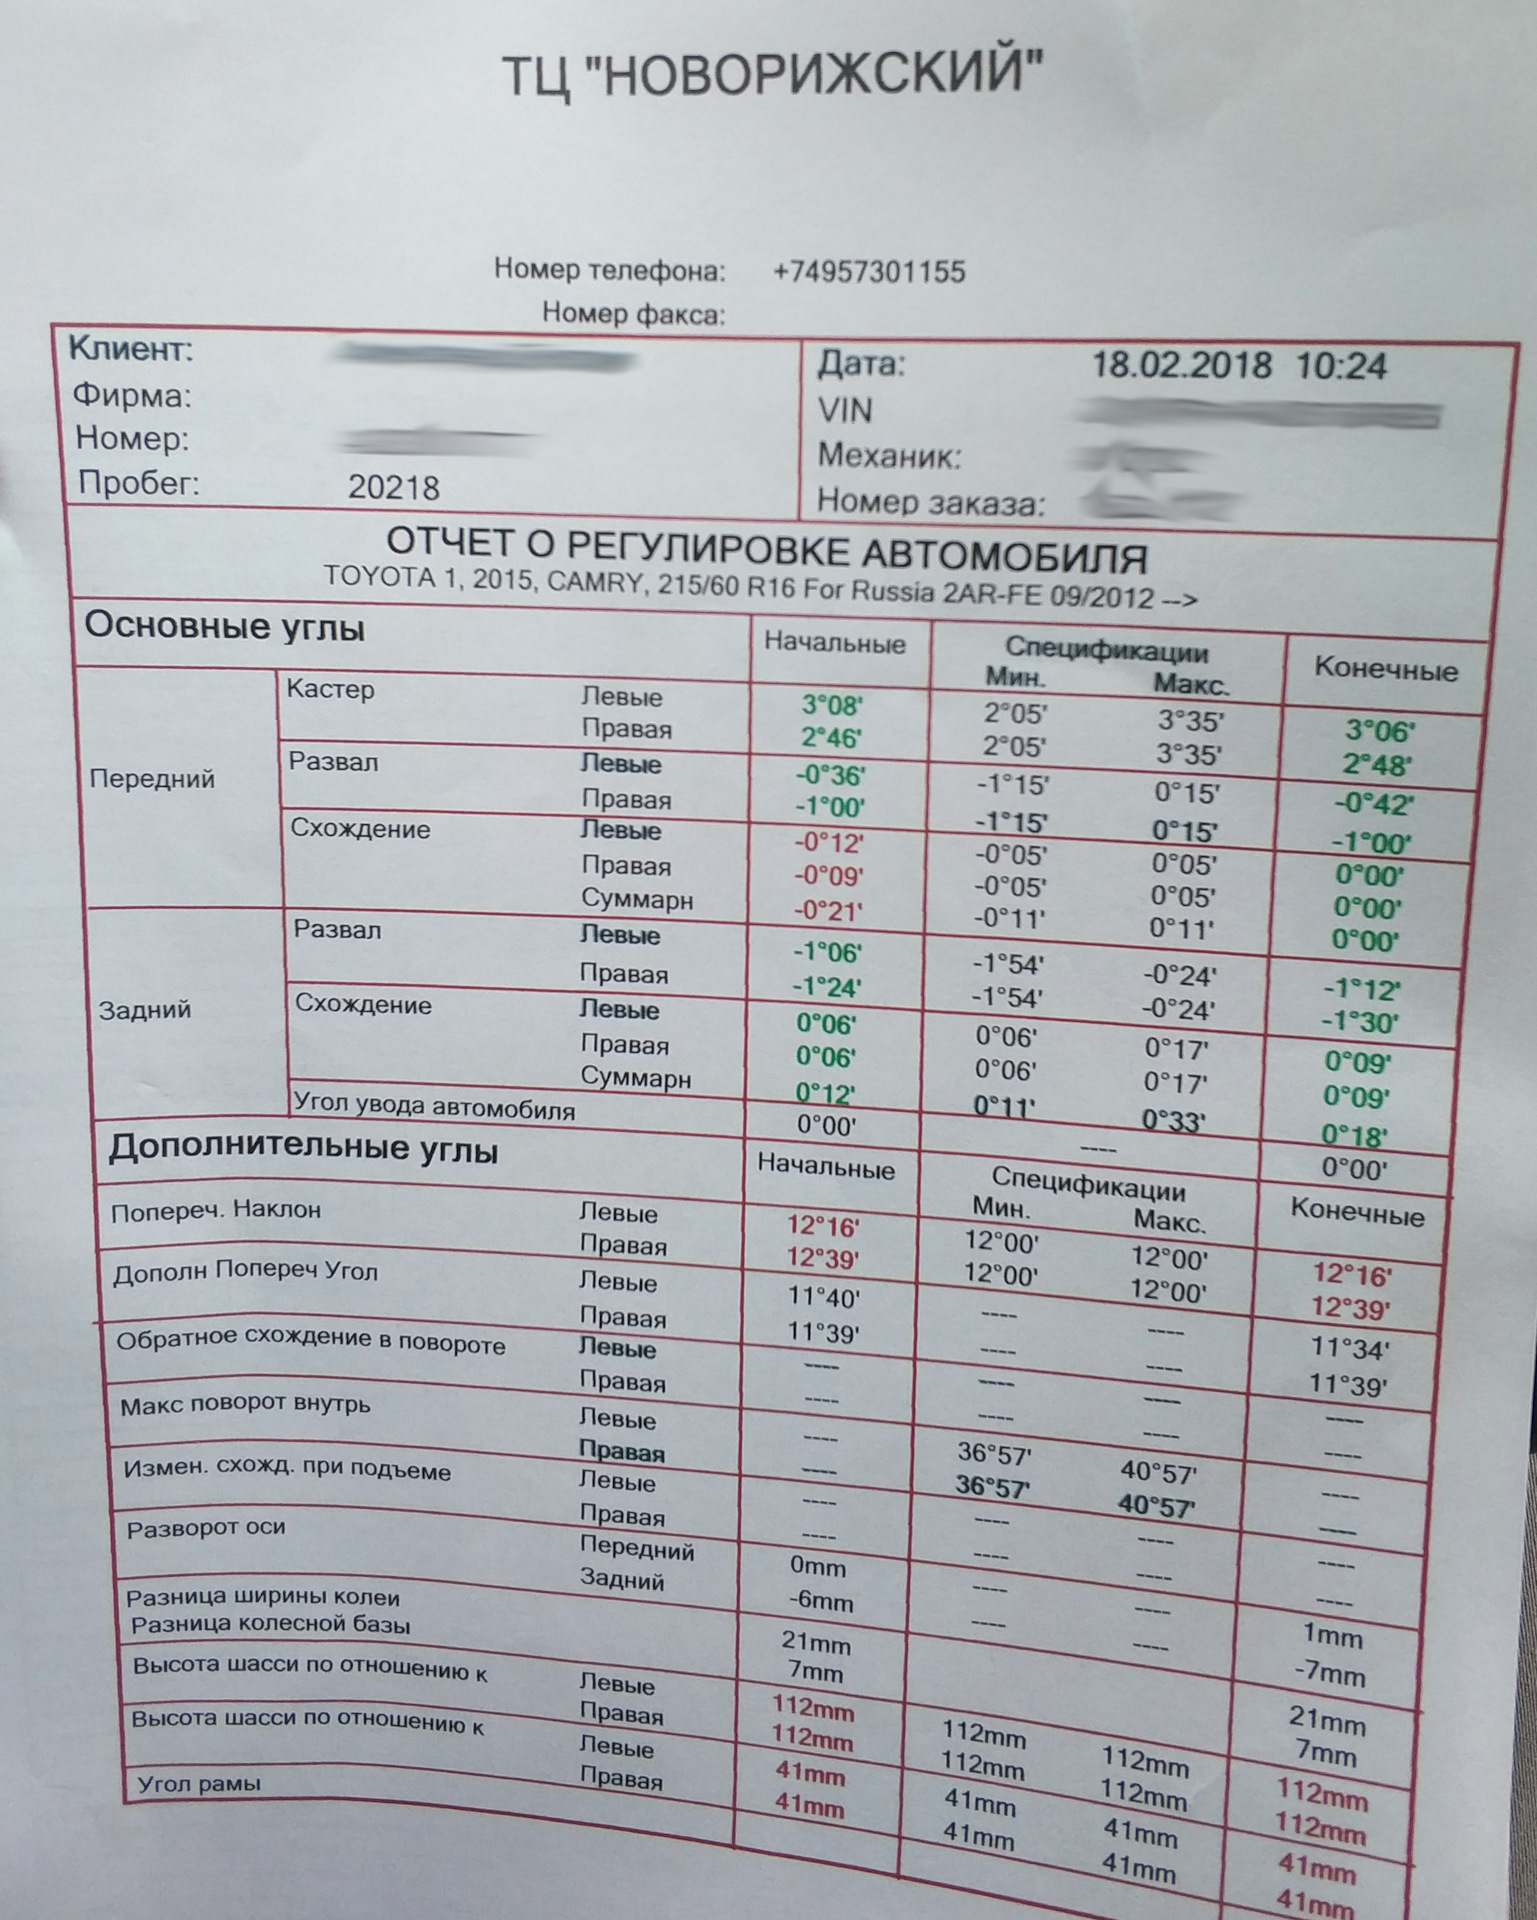 ТЦ "НОВОРИЖСКИЙ"
Номер телефона: +74957301155
Номер факса:
Клиент:
Фирма:
Номер:
Пробег: 20218
Дата: 18.02.2018 10:24
VIN
Механик:
Номер заказа:
ОТЧЕТ О РЕГУЛИРОВКЕ АВТОМОБИЛЯ
TOYOTA 1, 2015, CAMRY, 215/60 R16 For Russia 2AR-FE 09/2012 -->
Основные углы Начальные Спецификации Конечные
Мин. Макс.
Передний
Кастер Левые 3°08' 2°05' 3°35' 3°06'
Правая 2°46' 2°05' 3°35' 2°48'
Развал Левые -0°36' -1°15' 0°15' -0°42'
Правая -1°00' -1°15' 0°15' -1°00'
Схождение Левые -0°12' -0°05' 0°05' 0°00'
Правая -0°09' -0°05' 0°05' 0°00'
Суммарн -0°21' -0°11' 0°11' 0°00'
Задний
Развал Левые -1°06' -1°54' -0°24' -1°12'
Правая -1°24' -1°54' -0°24' -1°30'
Схождение Левые 0°06' 0°06' 0°17' 0°09'
Правая 0°06' 0°06' 0°17' 0°09'
Суммарн 0°12' 0°11' 0°33' 0°18'
Угол увода автомобиля 0°00' ---- 0°00'
Дополнительные углы Начальные Спецификации Конечные
Мин. Макс.
Попереч. Наклон Левые 12°16' 12°00' 12°00' 12°16'
Правая 12°39' 12°00' 12°00' 12°39'
Дополн Попереч Угол Левые 11°40' ---- ---- 11°34'
Правая 11°39' ---- ---- 11°39'
Обратное схождение в повороте Левые ---- ---- ---- ----
Правая ---- ---- ---- ----
Макс поворот внутрь Левые ---- 36°57' 40°57' ----
Правая ---- 36°57' 40°57' ----
Измен. схожд. при подъеме Левые ---- ---- ---- ----
Правая ---- ---- ---- ----
Разворот оси Передний 0mm ---- ---- 1mm
Задний -6mm ---- ---- -7mm
Разница ширины колеи 21mm 21mm
Разница колесной базы 7mm 7mm
Высота шасси по отношению к Левые 112mm 112mm 112mm 112mm
Правая 112mm 112mm 112mm 112mm
Высота шасси по отношению к Левые 41mm 41mm 41mm 41mm
Правая 41mm 41mm 41mm 41mm
Угол рамы